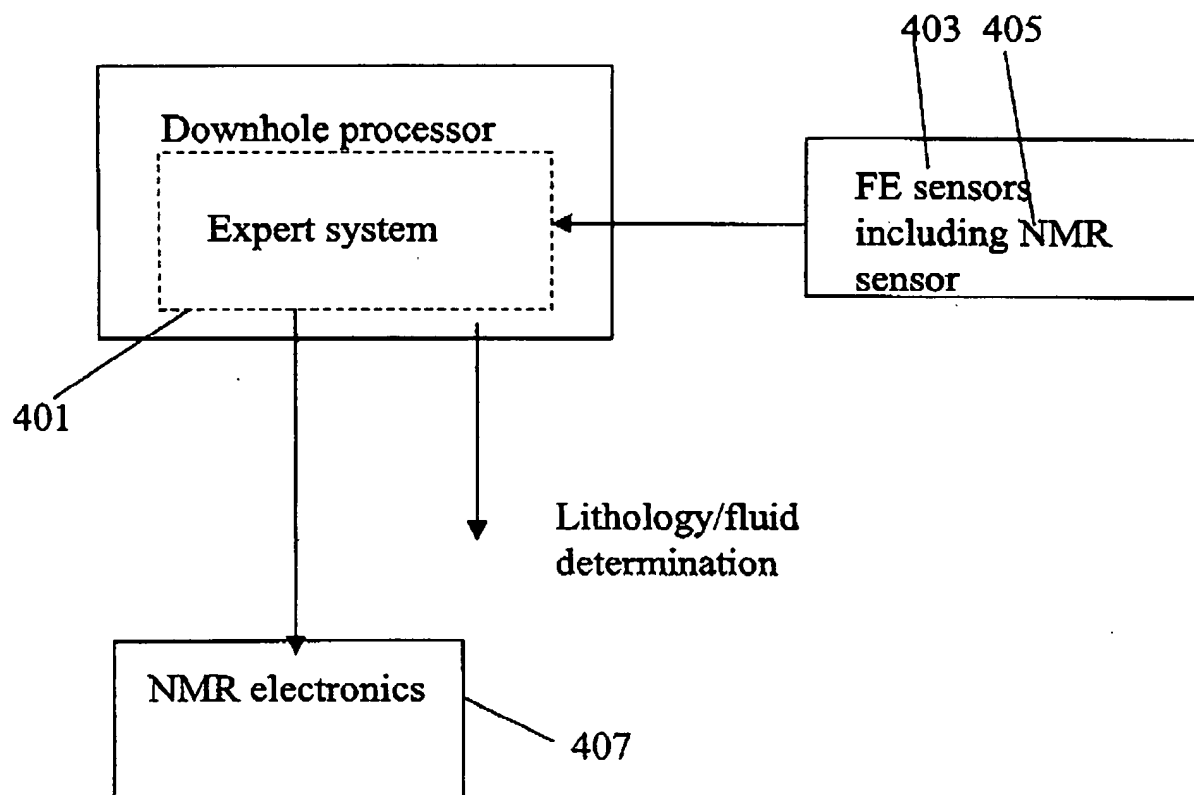 403 405
Downhole processor
Expert system
FE sensors
including NMR
sensor
401
Lithology/fluid
determination
NMR electronics
407